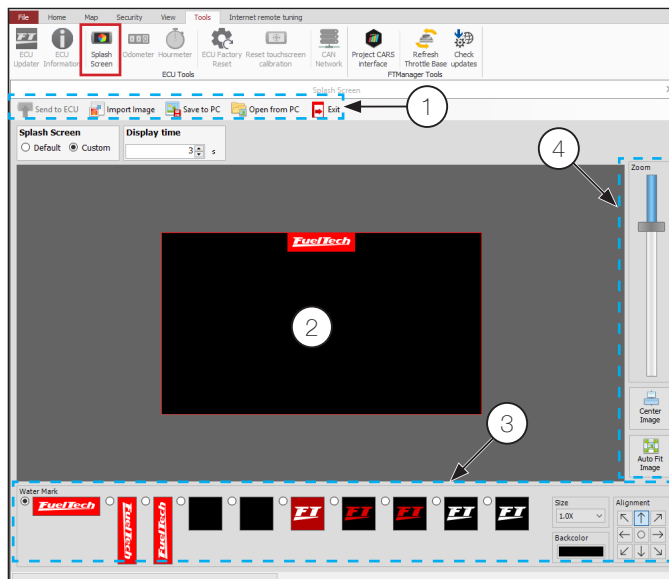 File Home Map Security View Tools Internet remote tuning
ECU Updater
ECU Information
Splash Screen
Odometer
Hourmeter
ECU Factory Reset
Reset touchscreen calibration
CAN Network
Project CARS interface
Refresh Throttle Base
Check updates
ECU Tools
FTManager Tools
Splash Screen
Send to ECU Import Image Save to PC Open from PC Exit
1
Splash Screen
Default Custom
Display time
3 s
4
Zoom
FuelTech
2
Center Image
Auto Fit Image
3
Water Mark
FuelTech
FuelTech
FuelTech
FT
FT
FT
FT
FT
Size
1.0X
Backcolor
Alignment